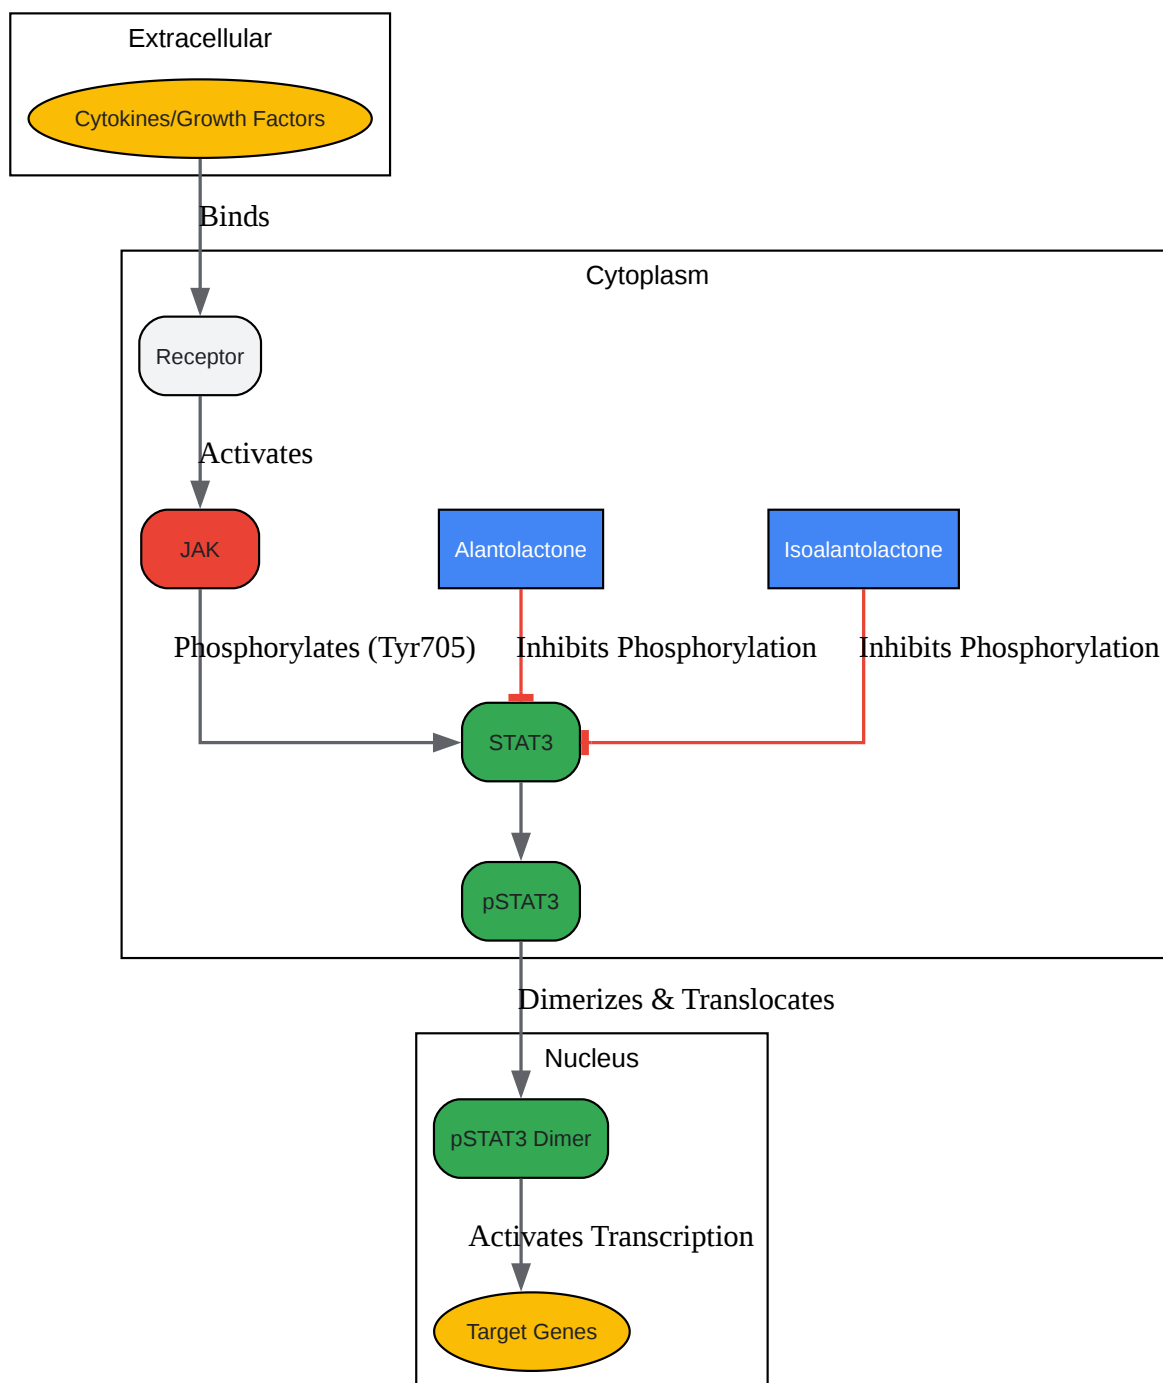 Extracellular
Cytokines/Growth Factors
Binds
Cytoplasm
Receptor
Activates
JAK
Alantolactone
Isoalantolactone
Phosphorylates (Tyr705)
Inhibits Phosphorylation
Inhibits Phosphorylation
STAT3
pSTAT3
Dimerizes & Translocates
Nucleus
pSTAT3 Dimer
Activates Transcription
Target Genes